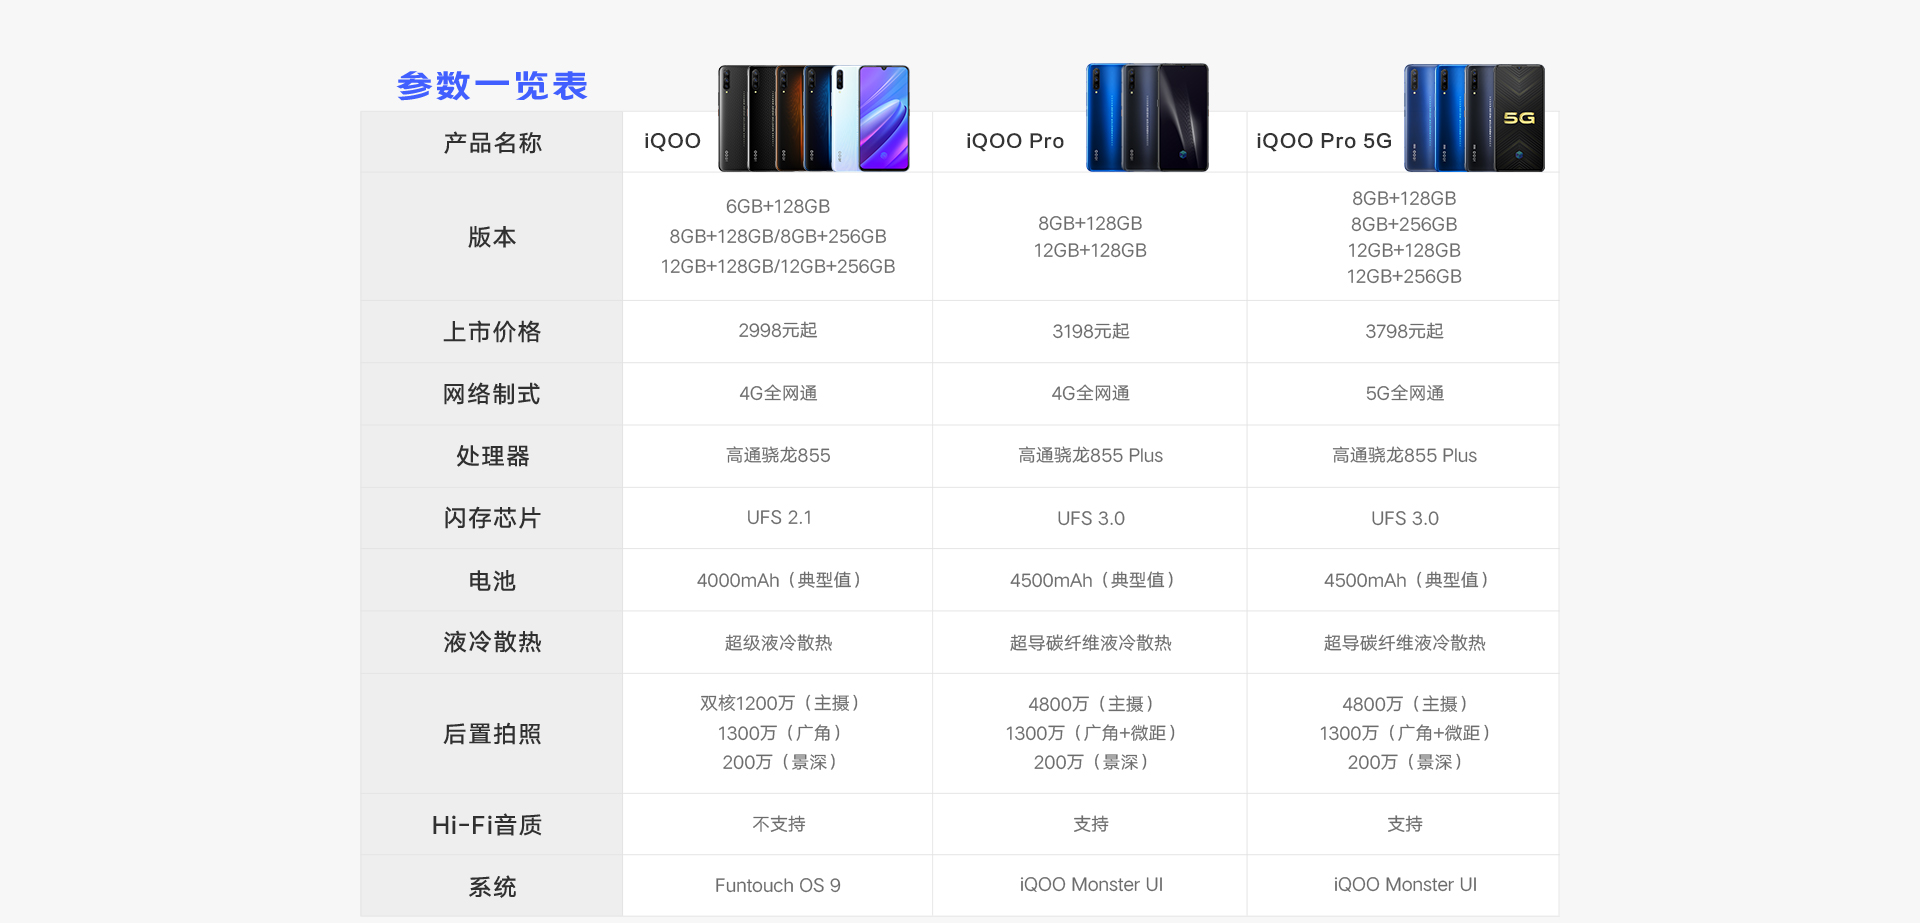 参数一览表
产品名称
iQOO
iQOO Pro
iQOO Pro 5G
5G
版本
6GB+128GB
8GB+128GB/8GB+256GB
12GB+128GB/12GB+256GB
8GB+128GB
12GB+128GB
8GB+128GB
8GB+256GB
12GB+128GB
12GB+256GB
上市价格
2998元起
3198元起
3798元起
网络制式
4G全网通
4G全网通
5G全网通
处理器
高通骁龙855
高通骁龙855 Plus
高通骁龙855 Plus
闪存芯片
UFS 2.1
UFS 3.0
UFS 3.0
电池
4000mAh（典型值）
4500mAh（典型值）
4500mAh（典型值）
液冷散热
超级液冷散热
超导碳纤维液冷散热
超导碳纤维液冷散热
后置拍照
双核1200万（主摄）
1300万（广角）
200万（景深）
4800万（主摄）
1300万（广角+微距）
200万（景深）
4800万（主摄）
1300万（广角+微距）
200万（景深）
Hi-Fi音质
不支持
支持
支持
系统
Funtouch OS 9
iQOO Monster UI
iQOO Monster UI